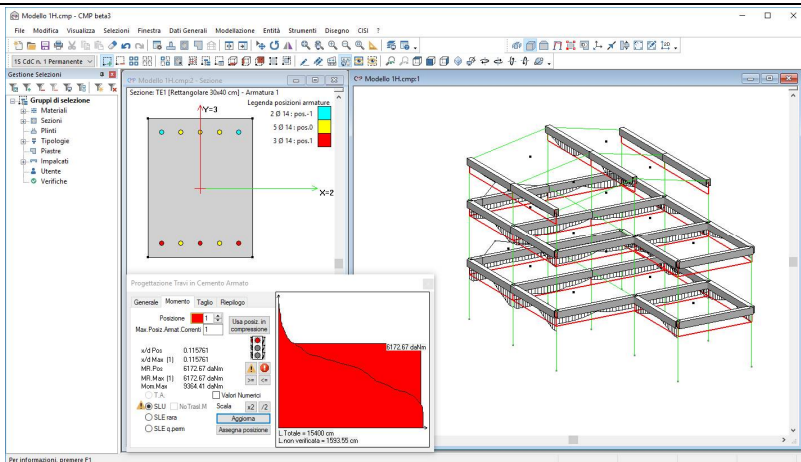 Modello 1H.cmp - CMP beta3
File Modifica Visualizza Selezioni Finestra Dati Generali Modellazione Entità Strumenti Disegno CISI ?
1S CdC n. 1 Permanente
Gestione Selezioni
Gruppi di selezione
Materiali
Sezioni
Plinti
Tipologie
Piastre
Impalcati
Utente
Verifiche
Modello 1H.cmp:2 - Sezione
Sezione: TE1 [Rettangolare 30x40 cm] - Armatura 1
Legenda posizioni armature
2 Ø 14 : pos.-1
5 Ø 14 : pos.0
3 Ø 14 : pos.1
Y=3
X=2
Modello 1H.cmp:1
Progettazione Travi in Cemento Armato
Generale Momento Taglio Repilogo
Posizione 1
Usa posiz. in compressione
Max.Posiz.Armat.Correnti 1
x/d Pos 0.115761
x/d Max (1) 0.115761
MR.Pos 6172.67 daNm
MR.Max (1) 6172.67 daNm
>= <=
Mom.Max 9364.41 daNm
T.A. Valori Numerici
SLU No Trasl.M Scala x2 /2
SLE rara Aggiorna
SLE q.perm Assegna posizione
6172.67 daNm
L.Totale = 15400 cm
L.non verificata = 1593.55 cm
Per informazioni, premere F1.